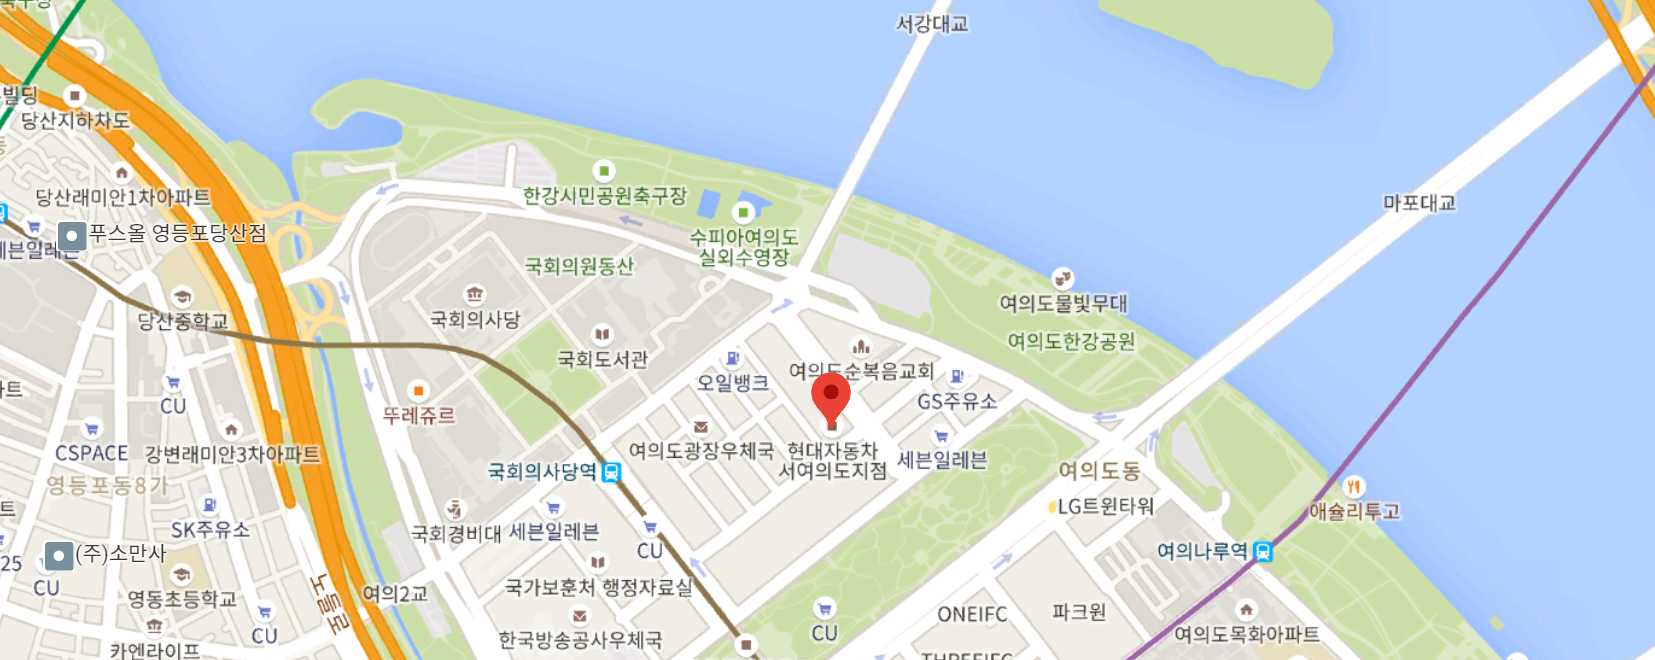 서강대교
빌딩
당산지하차도
당산래미안1차아파트
한강시민공원축구장
마포대교
푸스올 영등포당산점
세븐일레븐
수피아여의도
실외수영장
국회의원동산
여의도물빛무대
국회의사당
당산중학교
여의도한강공원
국회도서관
여의도순복음교회
오일뱅크
GS주유소
CU
뚜레쥬르
CSPACE
강변래미안3차아파트
여의도광장우체국
현대자동차
서여의도지점
세븐일레븐
국회의사당역
여의도동
영등포동8가
LG트윈타워
애슐리투고
SK주유소
국회경비대
세븐일레븐
CU
여의나루역
(주)소만사
25
CU
노들로
여의2교
국가보훈처 행정자료실
영동초등학교
CU
한국방송공사우체국
CU
ONEIFC
파크원
여의도목화아파트
카엔라이프
THREEIFC